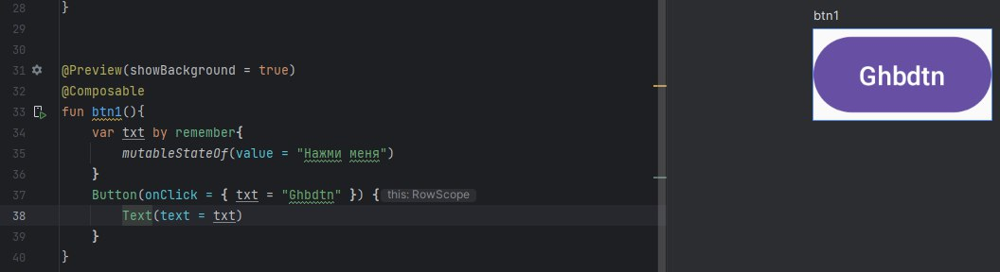 28 }
29
30
31 @Preview(showBackground = true)
32 @Composable
33 fun btn1(){
34 var txt by remember{
35 mutableStateOf(value = "Нажми меня")
36 }
37 Button(onClick = { txt = "Ghbdtn" }) { this: RowScope
38 Text(text = txt)
39 }
40 }
btn1
Ghbdtn